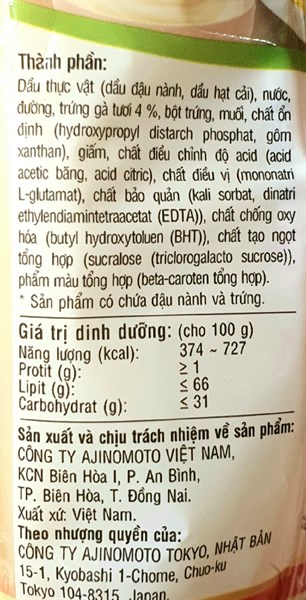 Thành phần:
Dầu thực vật (dầu đậu nành, dầu hạt cải), nước,
đường, trứng gà tươi 4 %, bột trứng, muối, chất ổn
định (hydroxypropyl distarch phosphat, gôm
xanthan), giấm, chất điều chỉnh độ acid (acid
acetic băng, acid citric), chất điều vị (mononatri
L-glutamat), chất bảo quản (kali sorbat, dinatri
ethylendiamintetraacetat (EDTA)), chất chống oxy
hóa (butyl hydroxytoluen (BHT)), chất tạo ngọt
tổng hợp (sucralose (triclorogalacto sucrose)),
phẩm màu tổng hợp (beta-caroten tổng hợp).
* Sản phẩm có chứa đậu nành và trứng.
Giá trị dinh dưỡng: (cho 100 g)
Năng lượng (kcal): 374 ~ 727
Protit (g): ≥ 1
Lipit (g): ≤ 66
Carbohydrat (g): ≤ 31
Sản xuất và chịu trách nhiệm về sản phẩm:
CÔNG TY AJINOMOTO VIỆT NAM,
KCN Biên Hòa I, P. An Bình,
TP. Biên Hòa, T. Đồng Nai.
Xuất xứ: Việt Nam.
Theo nhượng quyền của:
CÔNG TY AJINOMOTO TOKYO, NHẬT BẢN
15-1, Kyobashi 1-Chome, Chuo-ku
Tokyo 104-8315, Japan.